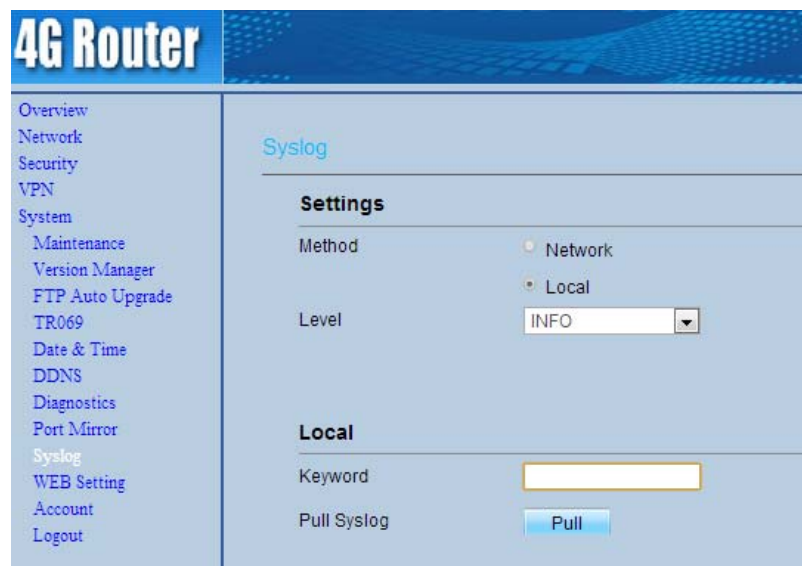 4G Router
Overview
Network
Security
VPN
System
Maintenance
Version Manager
FTP Auto Upgrade
TR069
Date & Time
DDNS
Diagnostics
Port Mirror
Syslog
WEB Setting
Account
Logout
Syslog
Settings
Method
Network
Local
Level
INFO
Local
Keyword
Pull Syslog
Pull